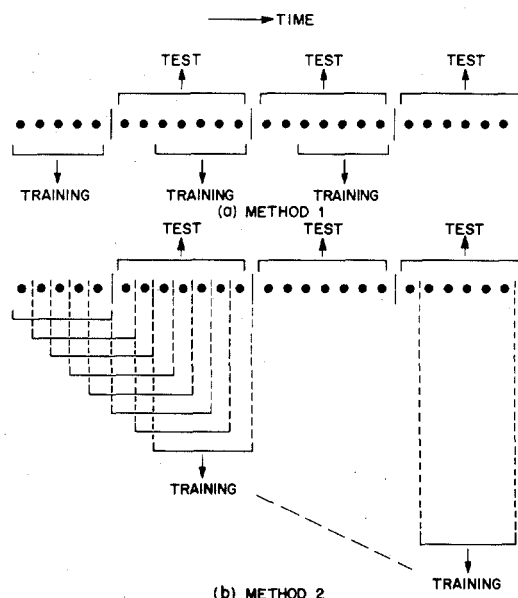 TIME
TEST TEST TEST
TRAINING TRAINING TRAINING
(a) METHOD 1
TEST TEST TEST
TRAINING
TRAINING
(b) METHOD 2